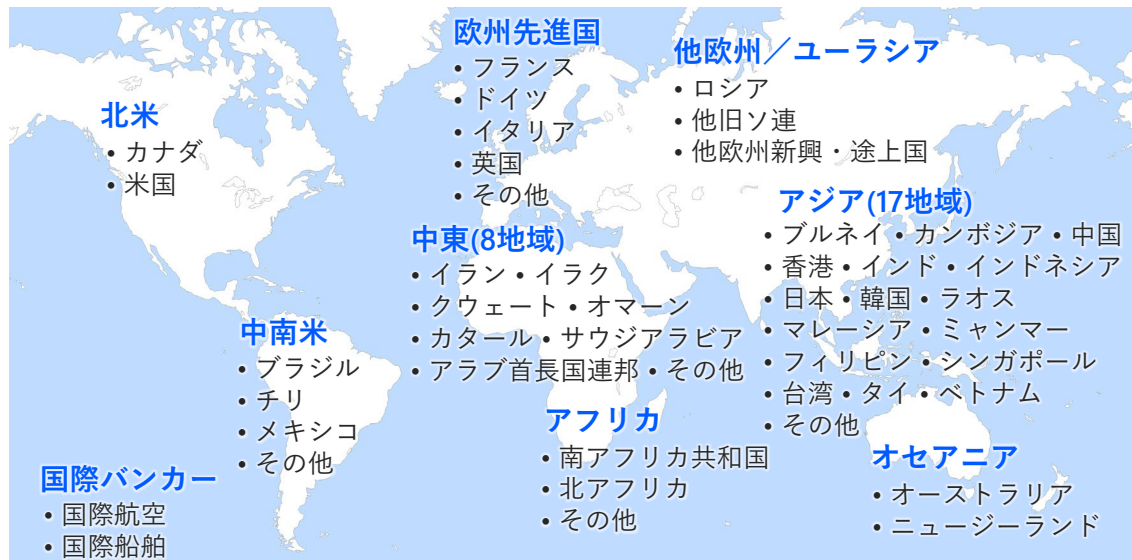 欧州先進国
• フランス
• ドイツ
• イタリア
• 英国
• その他
他欧州／ユーラシア
• ロシア
• 他旧ソ連
• 他欧州新興・途上国
北米
• カナダ
• 米国
アジア(17地域)
• ブルネイ • カンボジア • 中国
• 香港 • インド • インドネシア
• 日本 • 韓国 • ラオス
• マレーシア • ミャンマー
• フィリピン • シンガポール
• 台湾 • タイ • ベトナム
• その他
中東(8地域)
• イラン • イラク
• クウェート • オマーン
• カタール • サウジアラビア
• アラブ首長国連邦 • その他
中南米
• ブラジル
• チリ
• メキシコ
• その他
アフリカ
• 南アフリカ共和国
• 北アフリカ
• その他
オセアニア
• オーストラリア
• ニュージーランド
国際バンカー
• 国際航空
• 国際船舶